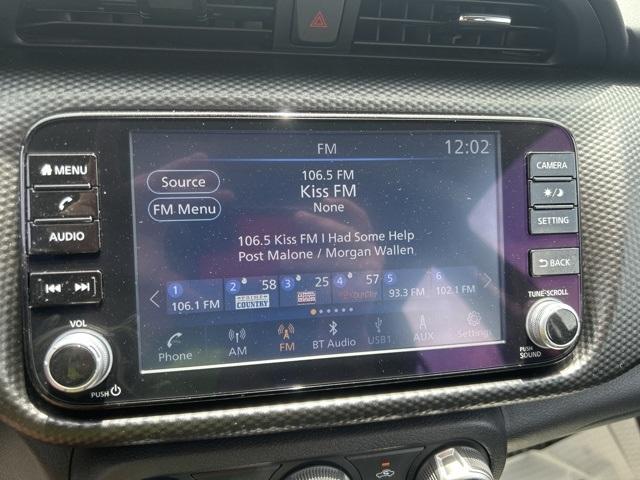 FM
12:02
MENU
AUDIO
VOL
PUSH
Source
FM Menu
106.5 FM
Kiss FM
None
106.5 Kiss FM I Had Some Help
Post Malone / Morgan Wallen
1
106.1 FM
2
58
PRIME
COUNTRY
3
25
4
57
5
93.3 FM
6
102.1 FM
Phone
AM
FM
BT Audio
USB1
AUX
Settings
CAMERA
SETTING
BACK
TUNE·SCROLL
PUSH
SOUND